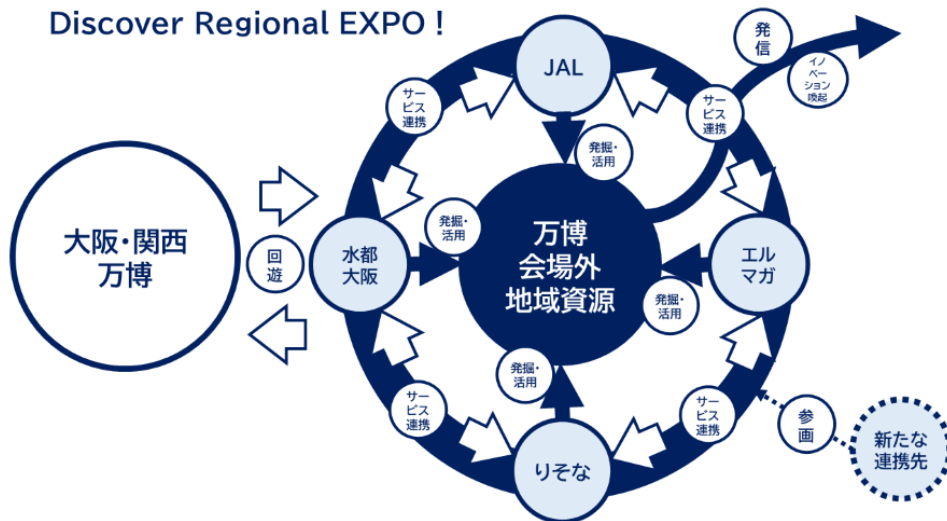 Discover Regional EXPO！
発
信
イノ
ベー
ション
喚起
JAL
サー
ビス
連携
サー
ビス
連携
発掘・
活用
大阪・関西
万博
回
遊
水都
大阪
発掘・
活用
万博
会場外
地域資源
エル
マガ
発掘・
活用
発掘・
活用
サー
ビス
連携
サー
ビス
連携
参
画
新たな
連携先
りそな